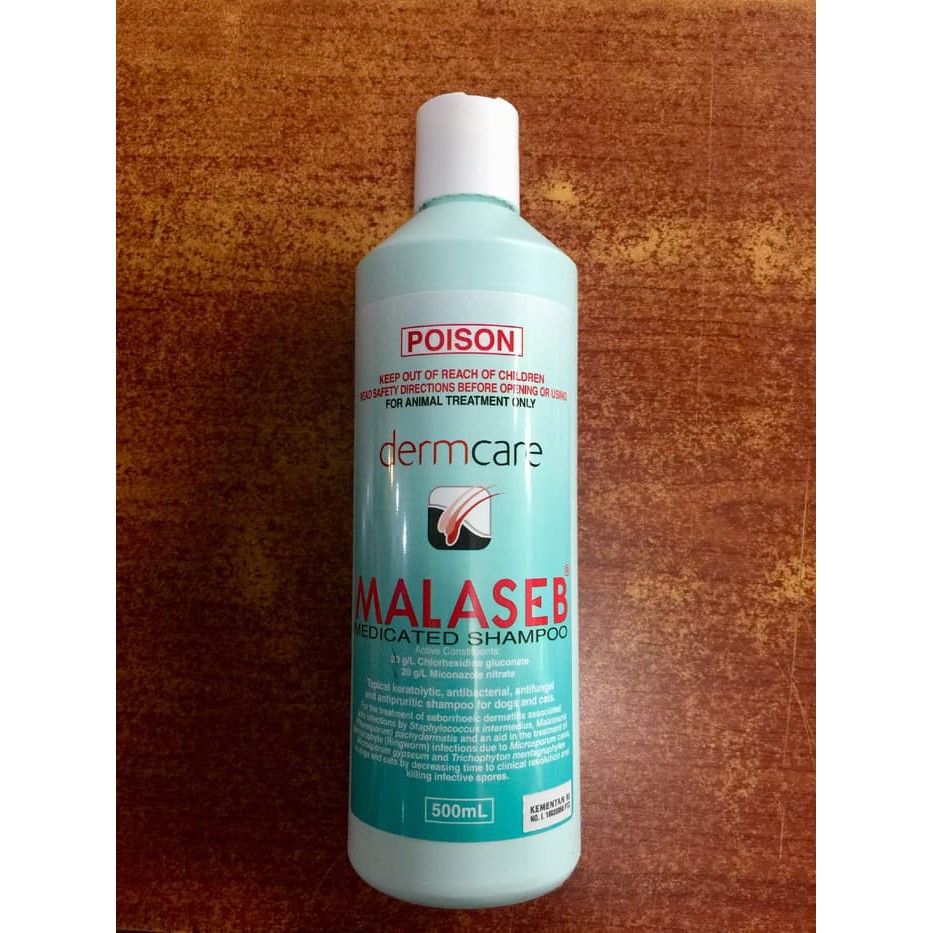 POISON
KEEP OUT OF REACH OF CHILDREN
READ SAFETY DIRECTIONS BEFORE OPENING OR USING
FOR ANIMAL TREATMENT ONLY
dermcare
MALASEB®
MEDICATED SHAMPOO
Active Constituents:
g/L Chlorhexidine gluconate
20 g/L Miconazole nitrate
Topical keratolytic, antibacterial, antifungal
and antipruritic shampoo for dogs and cats.
For the treatment of seborrhoeic dermatitis associated
with infections by Staphylococcus intermedius, Malassezia
pachydermatis and an aid in the treatment of
(Ringworm) infections due to Microsporum canis,
Microsporum gypseum and Trichophyton mentagrophytes
dogs and cats by decreasing time to clinical resolution and
killing infective spores.
500mL
KEMENTAN RI
NO. I.